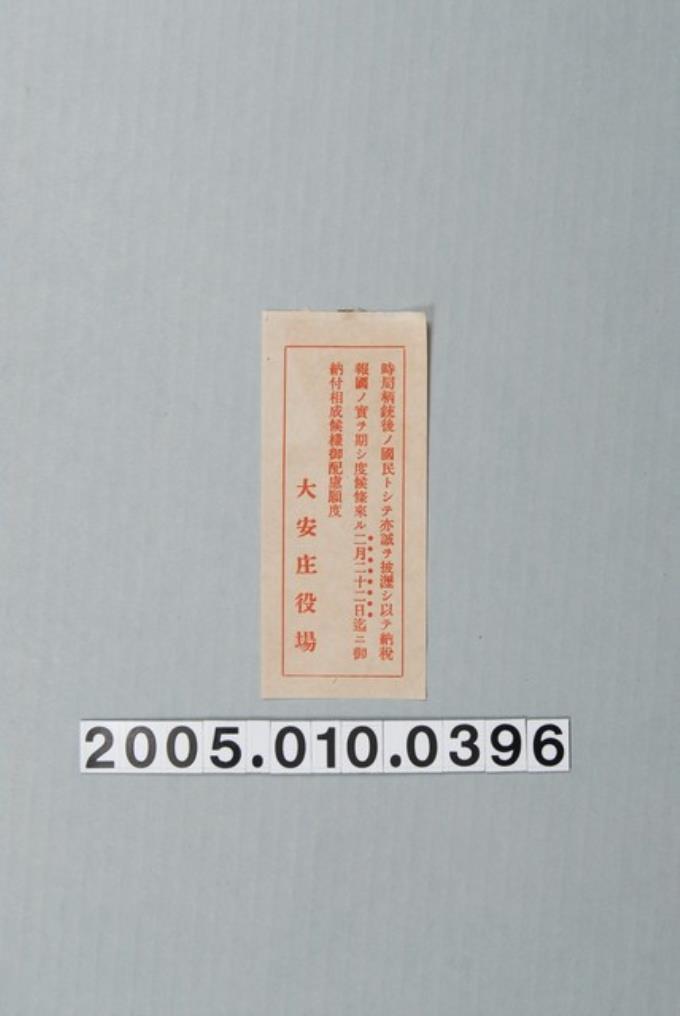 時局柄銃後ノ國民トシテ赤誠ヲ披瀝シ以テ納稅
報國ノ實ヲ期シ度候條來ル二月二十二日迄ニ御
納付相成候樣御配慮願度
大安庄役場
2005.010.0396